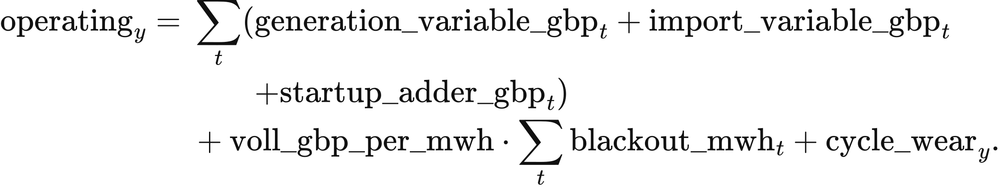 operating_y = ∑_t (generation_variable_gbp_t + import_variable_gbp_t
+startup_adder_gbp_t)
+ voll_gbp_per_mwh · ∑_t blackout_mwh_t + cycle_wear_y.